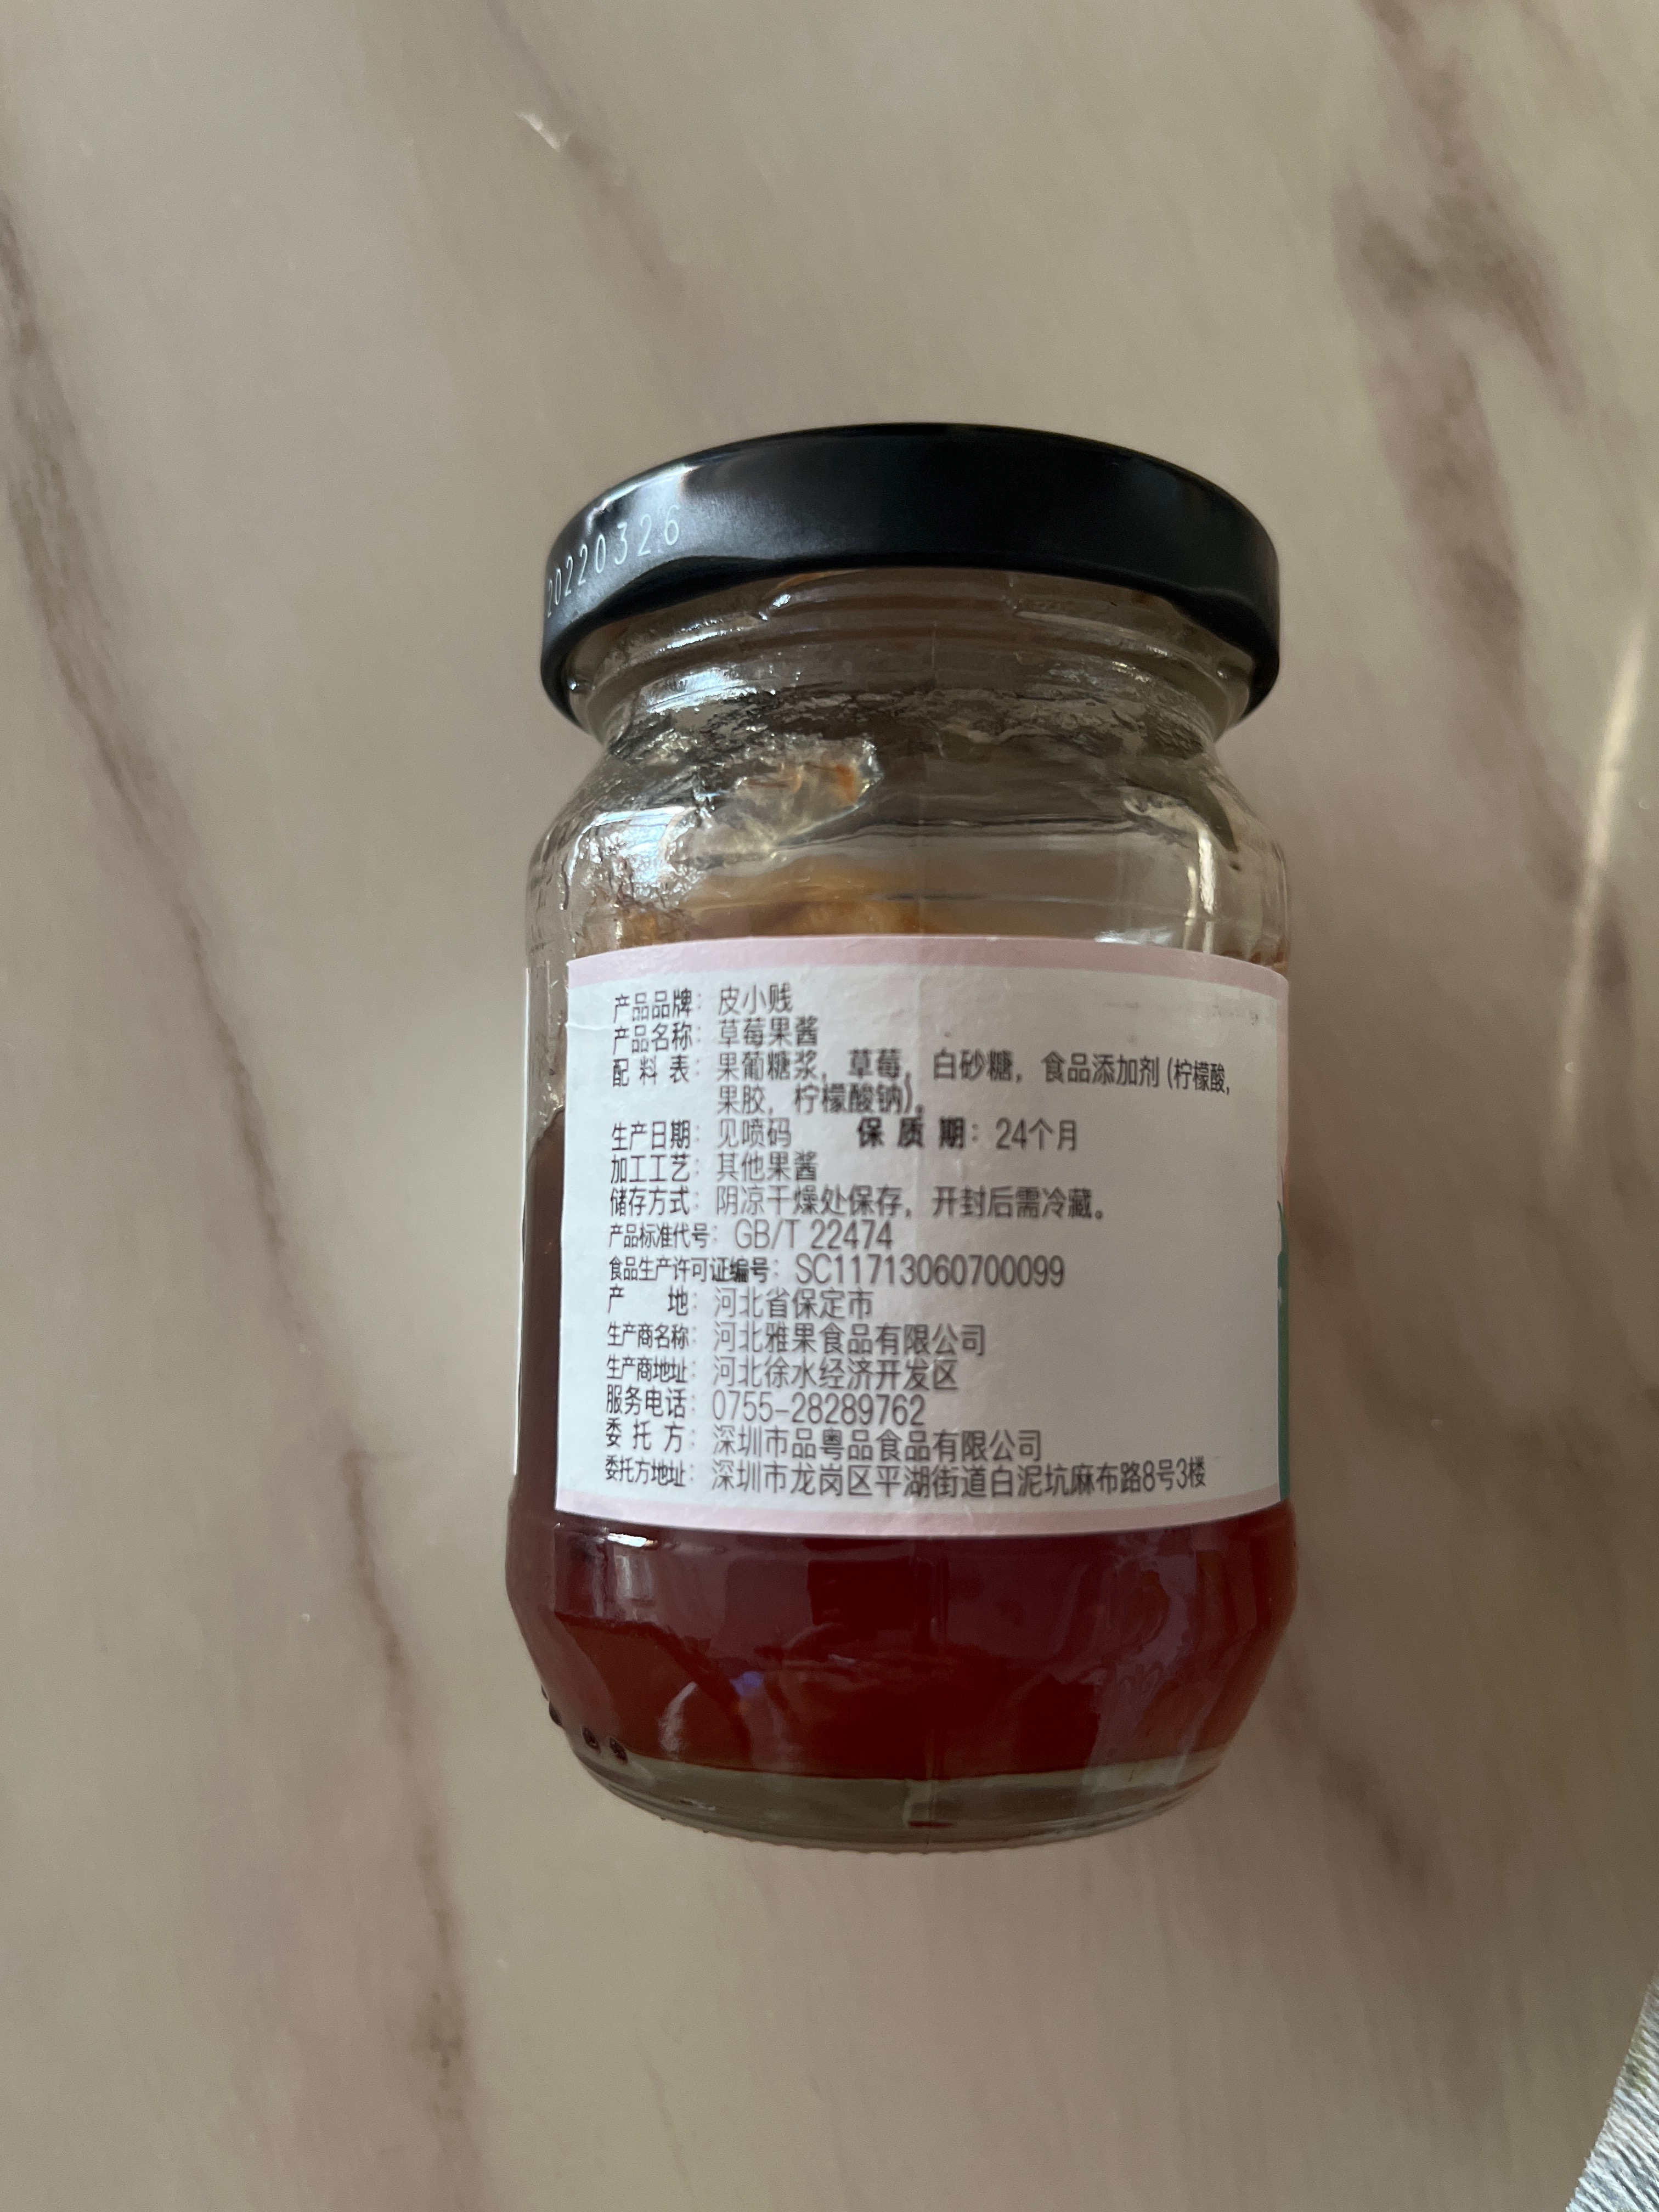 20220326
产品品牌：皮小贱
产品名称：草莓果酱
配 料 表：果葡糖浆，草莓，白砂糖，食品添加剂（柠檬酸，
果胶，柠檬酸钠）。
生产日期：见喷码 保 质 期：24个月
加工工艺：其他果酱
储存方式：阴凉干燥处保存，开封后需冷藏。
产品标准代号：GB/T 22474
食品生产许可证编号：SC11713060700099
产 地：河北省保定市
生产商名称：河北雅果食品有限公司
生产商地址：河北徐水经济开发区
服务电话：0755-28289762
委 托 方：深圳市品粤品食品有限公司
委托方地址：深圳市龙岗区平湖街道白泥坑麻布路8号3楼